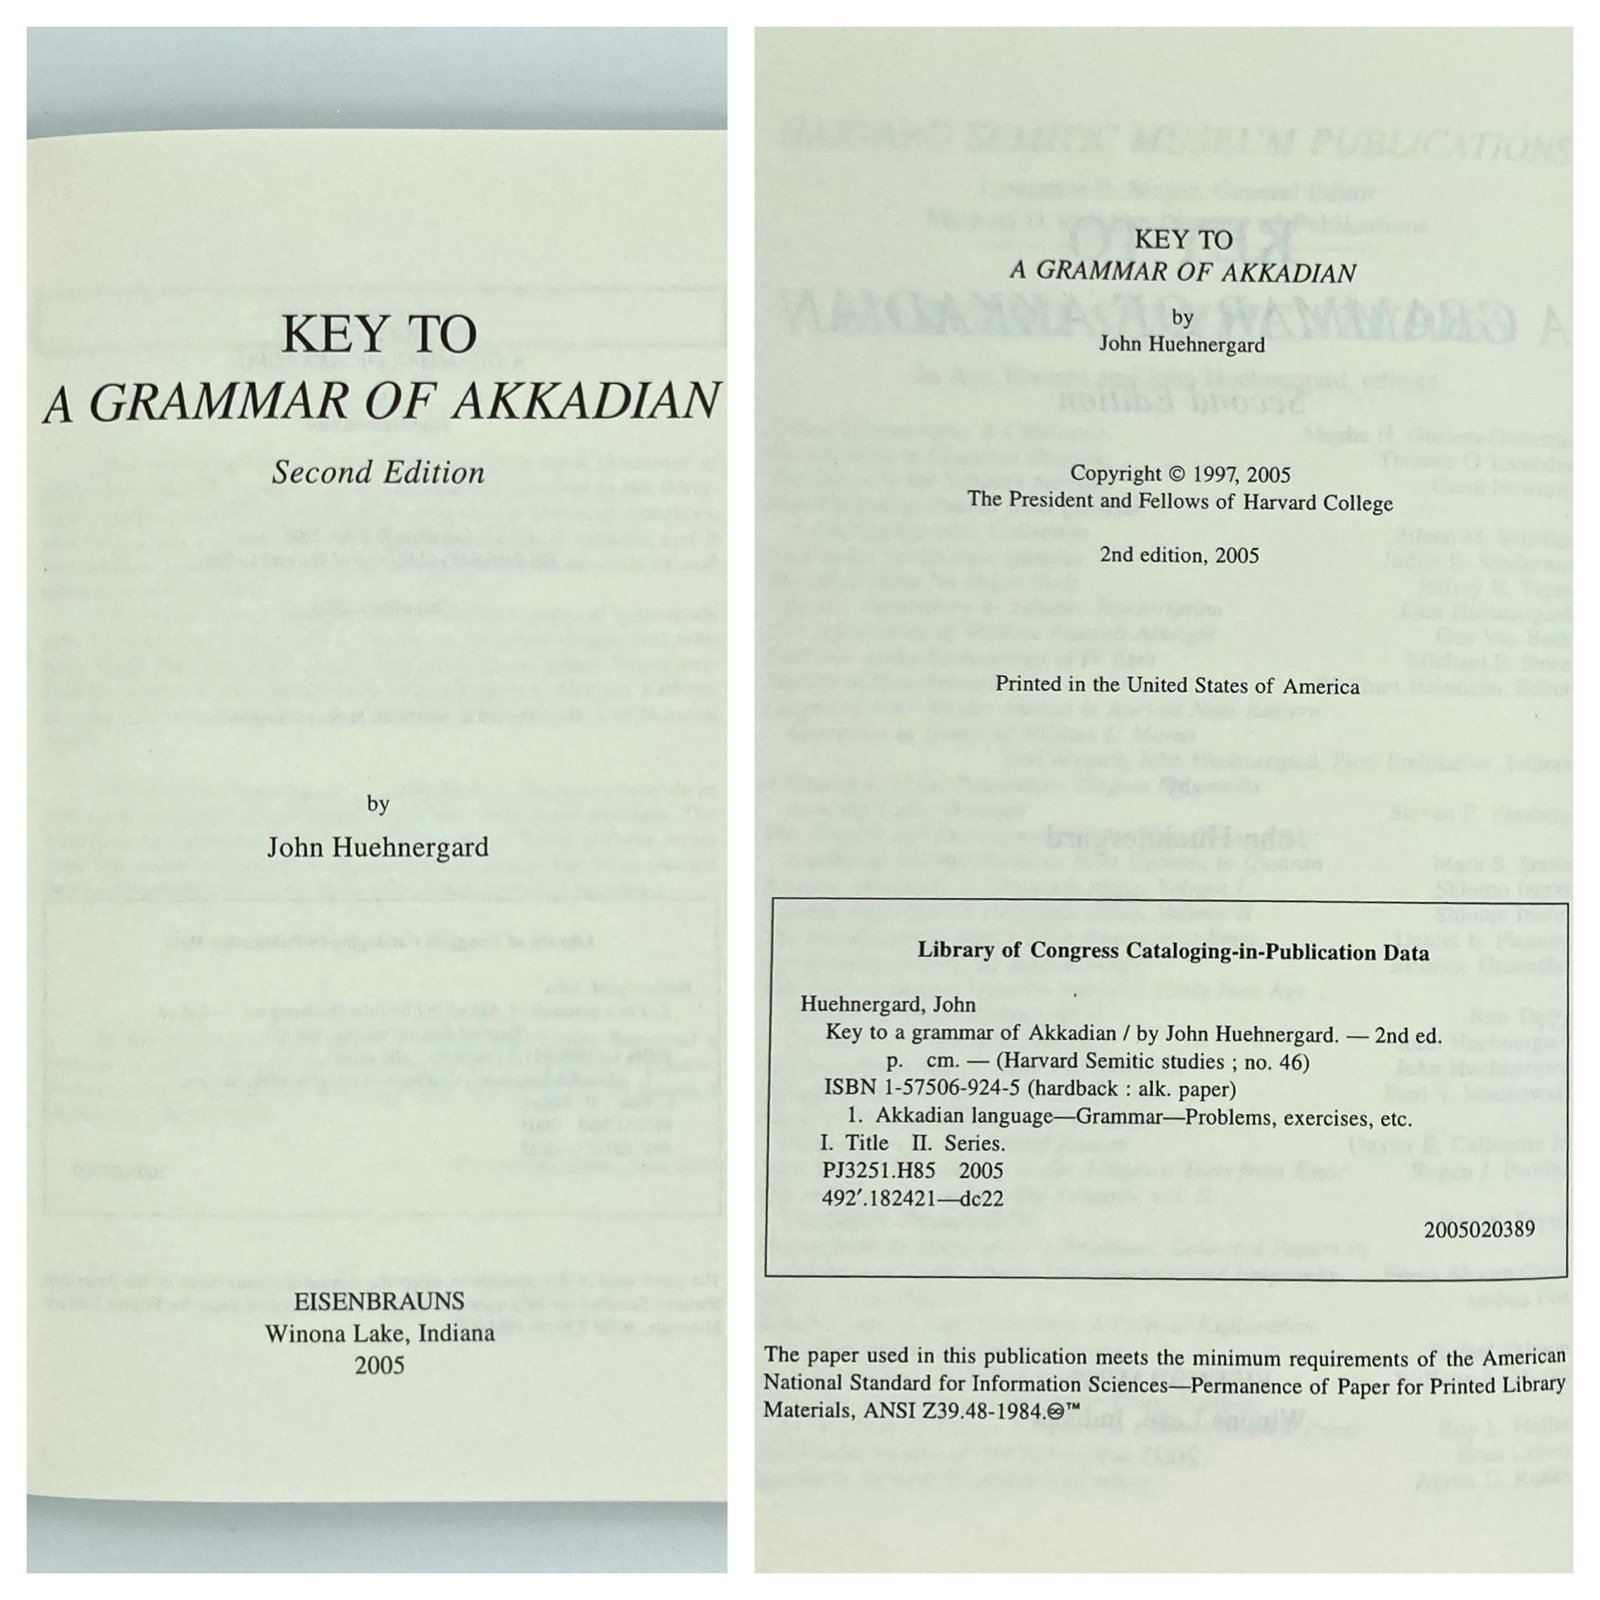 KEY TO
A GRAMMAR OF AKKADIAN
Second Edition
by
John Huehnergard
EISENBRAUNS
Winona Lake, Indiana
2005
KEY TO
A GRAMMAR OF AKKADIAN
by
John Huehnergard
Copyright © 1997, 2005
The President and Fellows of Harvard College
2nd edition, 2005
Printed in the United States of America
Library of Congress Cataloging-in-Publication Data
Huehnergard, John
Key to a grammar of Akkadian / by John Huehnergard. — 2nd ed.
p. cm. — (Harvard Semitic studies ; no. 46)
ISBN 1-57506-924-5 (hardback : alk. paper)
1. Akkadian language—Grammar—Problems, exercises, etc.
I. Title II. Series.
PJ3251.H85 2005
492′.182421—dc22
2005020389
The paper used in this publication meets the minimum requirements of the American
National Standard for Information Sciences—Permanence of Paper for Printed Library
Materials, ANSI Z39.48-1984.♾™